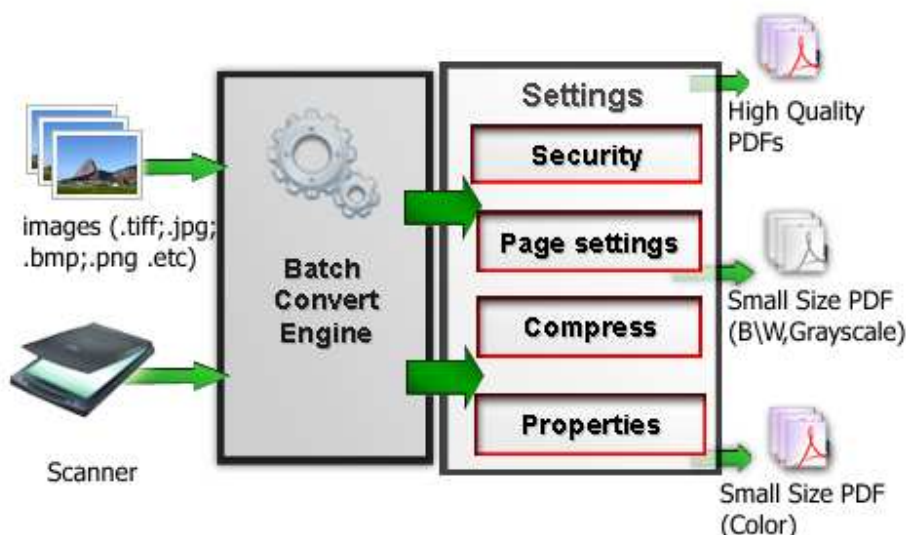 images (.tiff;.jpg;
.bmp;.png .etc)
Scanner
Batch
Convert
Engine
Settings
Security
Page settings
Compress
Properties
High Quality
PDFs
Small Size PDF
(B\W,Grayscale)
Small Size PDF
(Color)